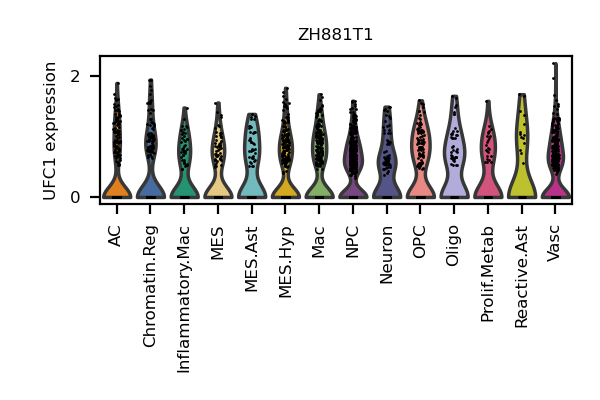 ZH881T1
UFC1 expression
2
0
AC
Chromatin.Reg
Inflammatory.Mac
MES
MES.Ast
MES.Hyp
Mac
NPC
Neuron
OPC
Oligo
Prolif.Metab
Reactive.Ast
Vasc